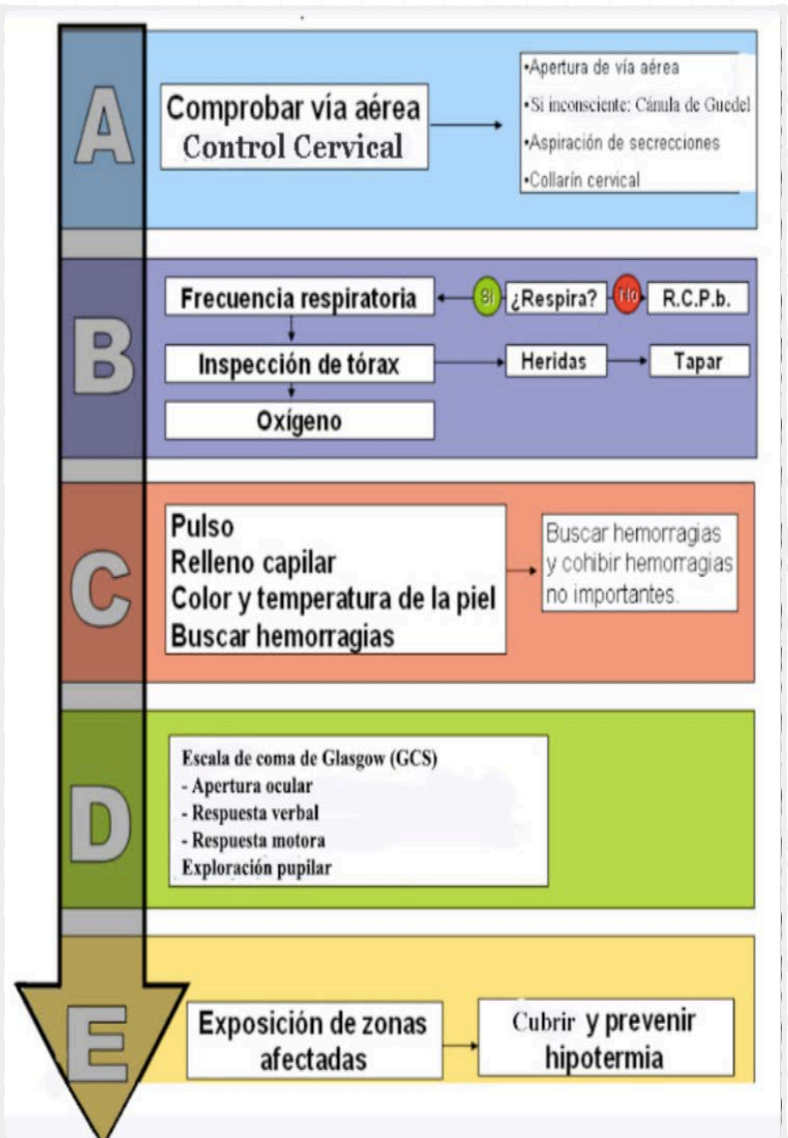 A
Comprobar vía aérea
Control Cervical
•Apertura de vía aérea
•Si inconsciente: Cánula de Guedel
•Aspiración de secrecciones
•Collarín cervical
B
Frecuencia respiratoria
Si
¿Respira?
No
R.C.P.b.
Inspección de tórax
Heridas
Tapar
Oxígeno
C
Pulso
Relleno capilar
Color y temperatura de la piel
Buscar hemorragias
Buscar hemorragias
y cohibir hemorragias
no importantes.
D
Escala de coma de Glasgow (GCS)
- Apertura ocular
- Respuesta verbal
- Respuesta motora
Exploración pupilar
E
Exposición de zonas
afectadas
Cubrir y prevenir
hipotermia